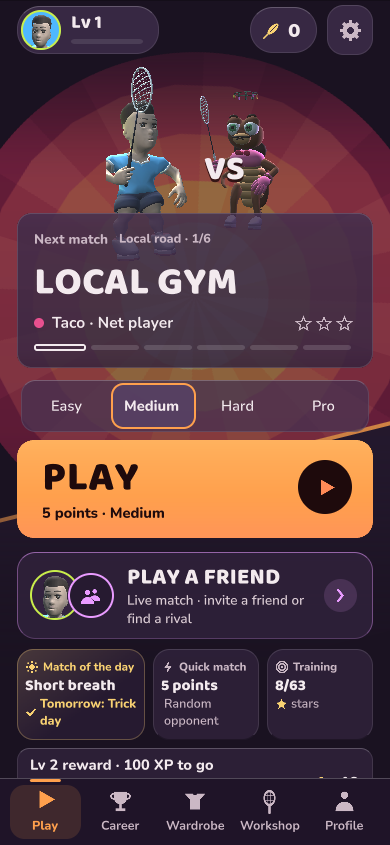 Lv 1
0
VS
Next match Local road · 1/6
LOCAL GYM
Taco · Net player
Easy
Medium
Hard
Pro
PLAY
5 points · Medium
PLAY A FRIEND
Live match · invite a friend or
find a rival
Match of the day
Short breath
Tomorrow: Trick
day
Quick match
5 points
Random
opponent
Training
8/63
stars
Lv 2 reward · 100 XP to go
Play
Career
Wardrobe
Workshop
Profile